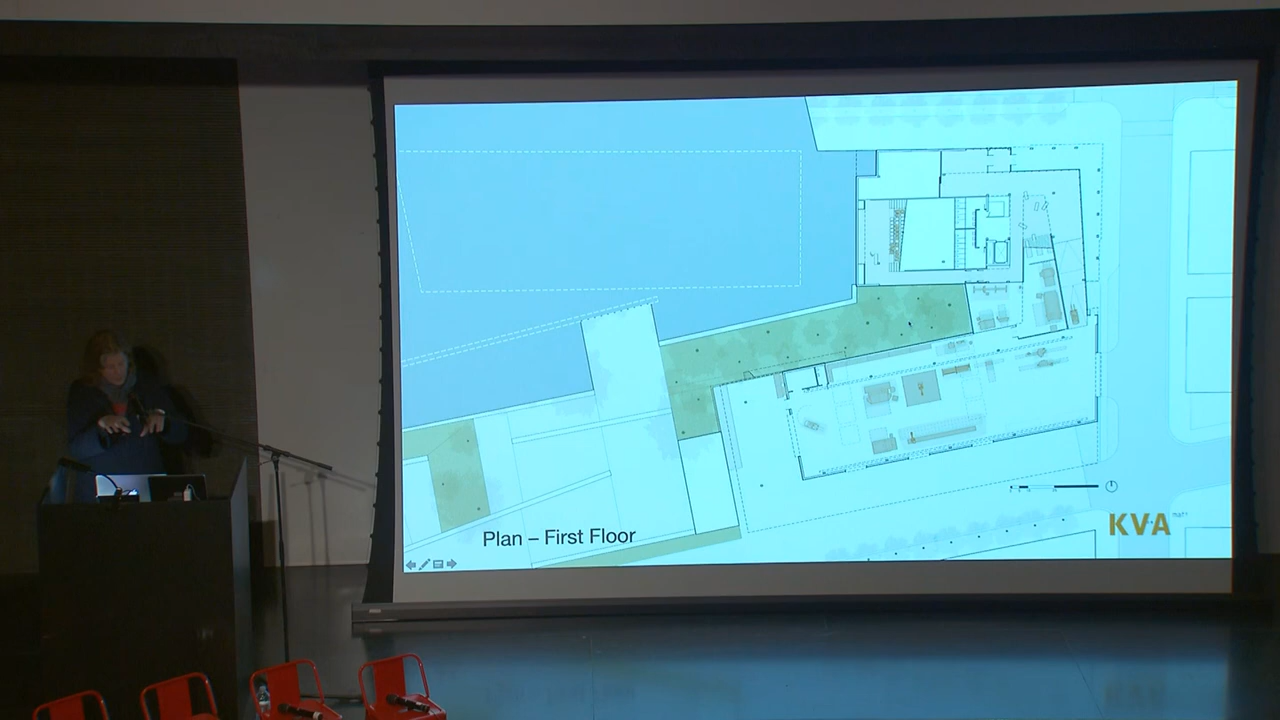 Plan – First Floor
KVA